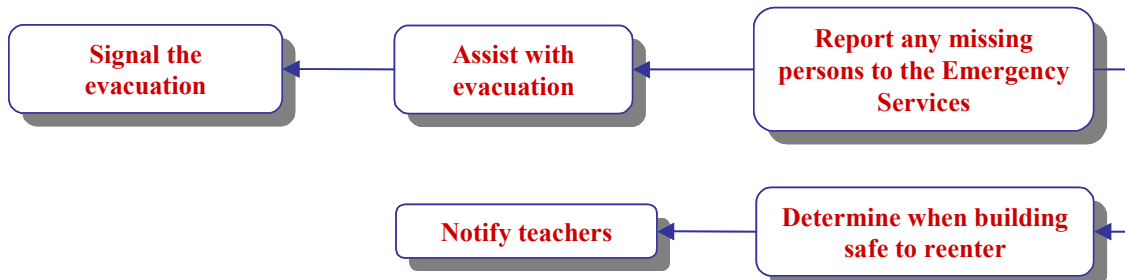 Signal the
evacuation
Assist with
evacuation
Report any missing
persons to the Emergency
Services
Notify teachers
Determine when building
safe to reenter